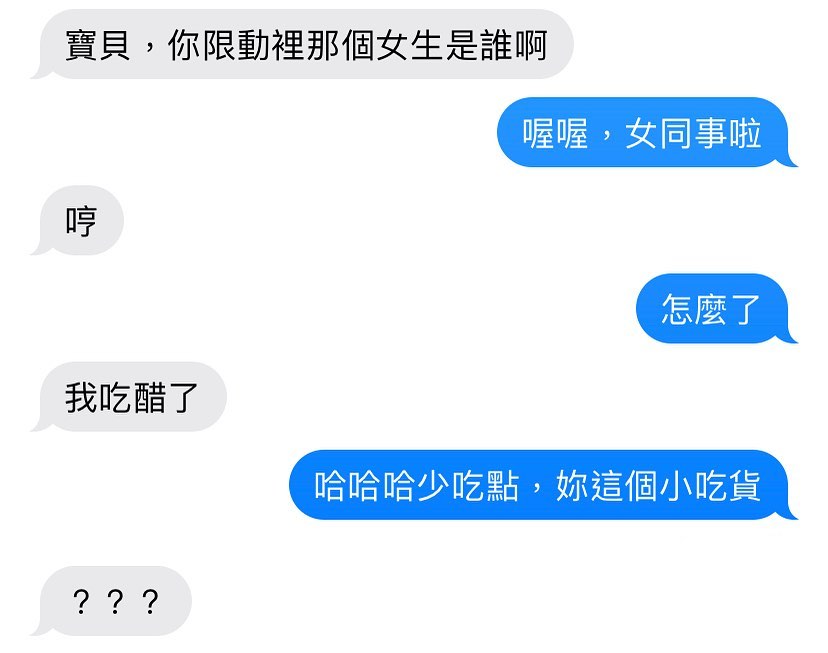 寶貝，你限動裡那個女生是誰啊
喔喔，女同事啦
哼
怎麼了
我吃醋了
哈哈哈少吃點，妳這個小吃貨
？？？